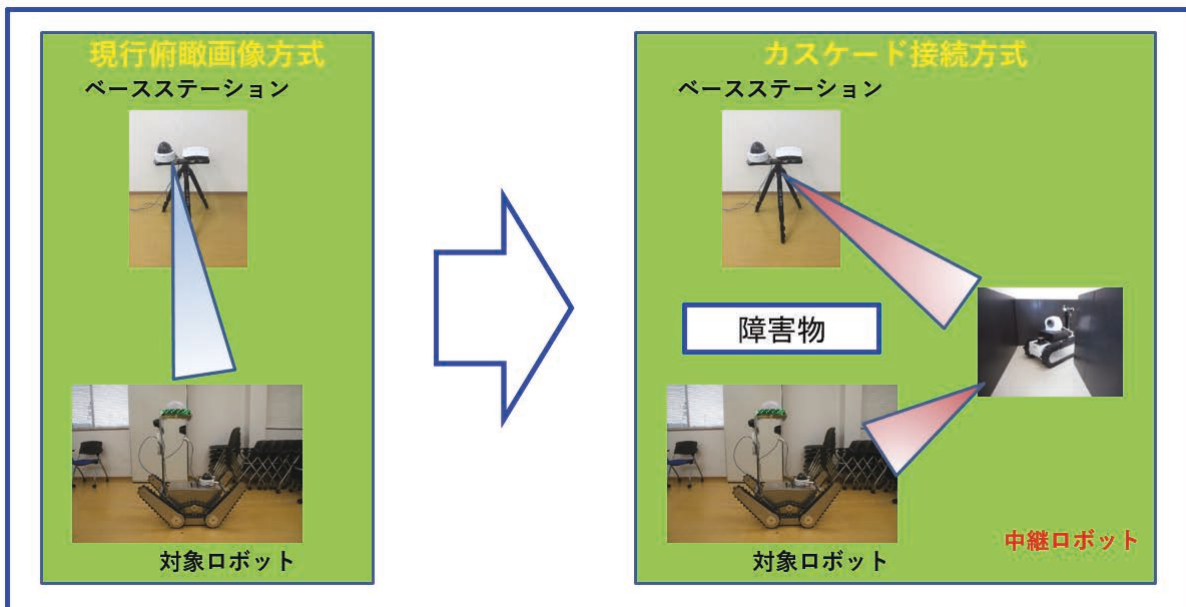 現行俯瞰画像方式
ベースステーション
対象ロボット
カスケード接続方式
ベースステーション
障害物
対象ロボット
中継ロボット